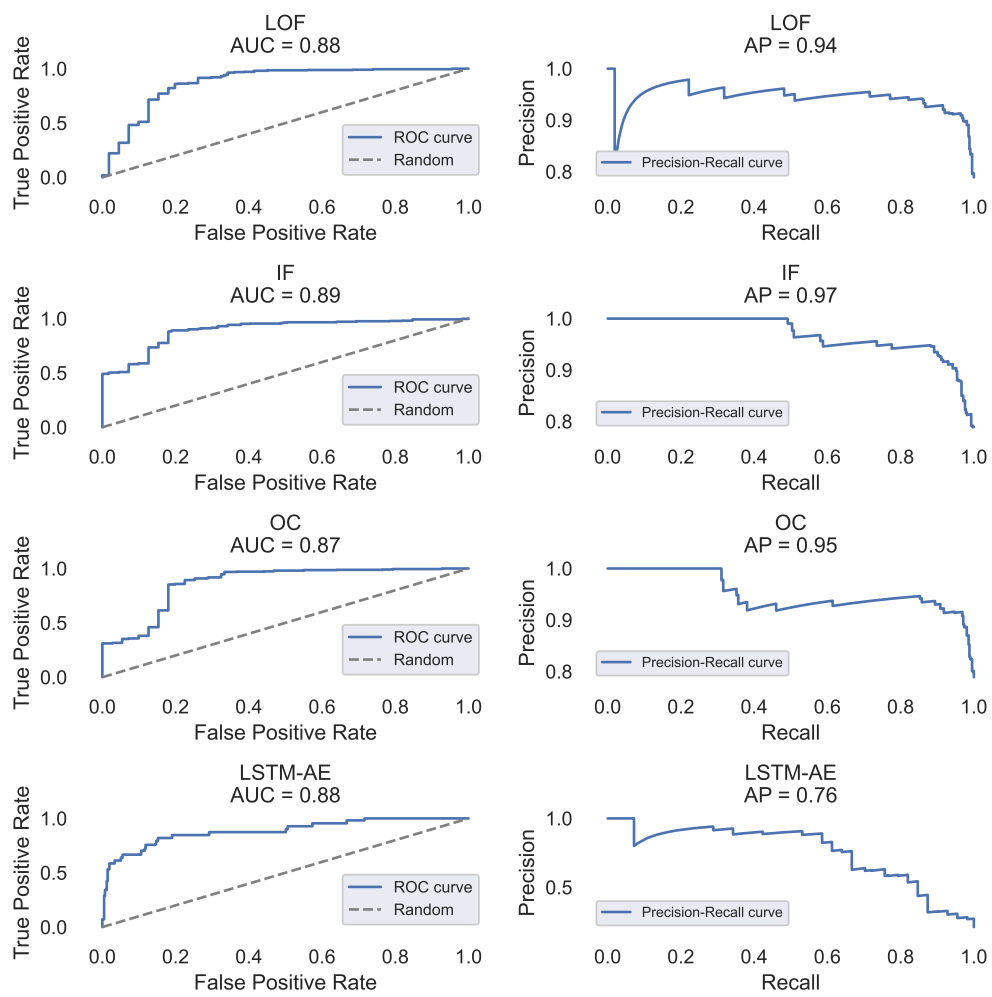 LOF
AUC = 0.88
True Positive Rate
1.0
0.5
0.0
ROC curve
Random
0.0 0.2 0.4 0.6 0.8 1.0
False Positive Rate
LOF
AP = 0.94
Precision
1.0
0.9
0.8
Precision-Recall curve
0.0 0.2 0.4 0.6 0.8 1.0
Recall
IF
AUC = 0.89
True Positive Rate
1.0
0.5
0.0
ROC curve
Random
0.0 0.2 0.4 0.6 0.8 1.0
False Positive Rate
IF
AP = 0.97
Precision
1.0
0.9
0.8
Precision-Recall curve
0.0 0.2 0.4 0.6 0.8 1.0
Recall
OC
AUC = 0.87
True Positive Rate
1.0
0.5
0.0
ROC curve
Random
0.0 0.2 0.4 0.6 0.8 1.0
False Positive Rate
OC
AP = 0.95
Precision
1.0
0.9
0.8
Precision-Recall curve
0.0 0.2 0.4 0.6 0.8 1.0
Recall
LSTM-AE
AUC = 0.88
True Positive Rate
1.0
0.5
0.0
ROC curve
Random
0.0 0.2 0.4 0.6 0.8 1.0
False Positive Rate
LSTM-AE
AP = 0.76
Precision
1.0
0.5
Precision-Recall curve
0.0 0.2 0.4 0.6 0.8 1.0
Recall